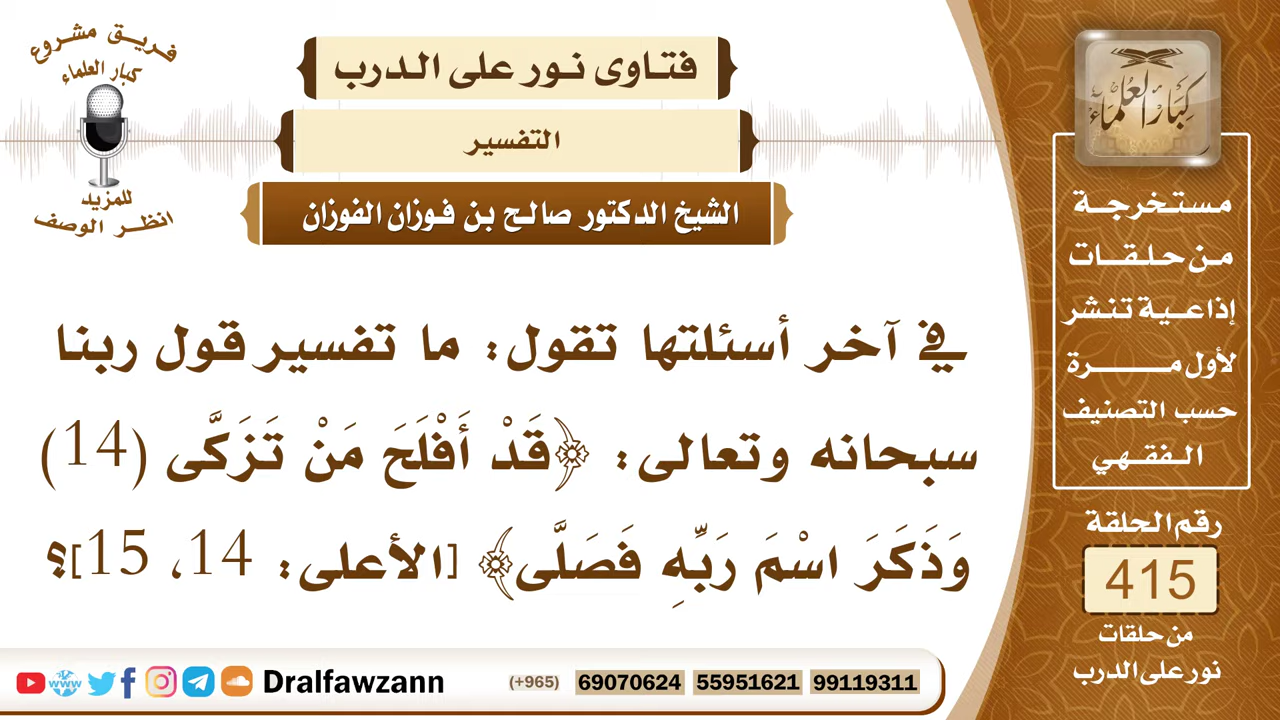 فريق مشروع
كبار العلماء
للمزيد
انظر الوصف
فتاوى نور على الدرب
التفسير
الشيخ الدكتور صالح بن فوزان الفوزان
في آخر أسئلتها تقول: ما تفسير قول ربنا
سبحانه وتعالى: ﴿قَدْ أَفْلَحَ مَنْ تَزَكَّى (14)
وَذَكَرَ اسْمَ رَبِّهِ فَصَلَّى﴾ [الأعلى: 14، 15]؟
كبار العلماء
مستخرجة
من حلقات
إذاعية تنشر
لأول مرة
حسب التصنيف
الفقهي
رقم الحلقة
415
من حلقات
نور على الدرب
www Dralfawzann (+965) 69070624 55951621 99119311